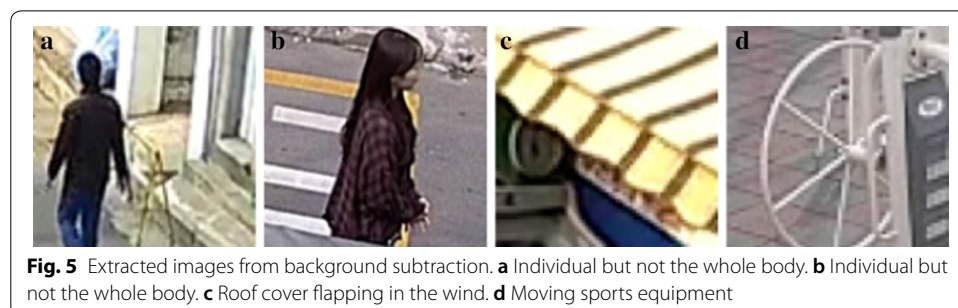 a b c d
Fig. 5 Extracted images from background subtraction. a Individual but not the whole body. b Individual but
not the whole body. c Roof cover flapping in the wind. d Moving sports equipment